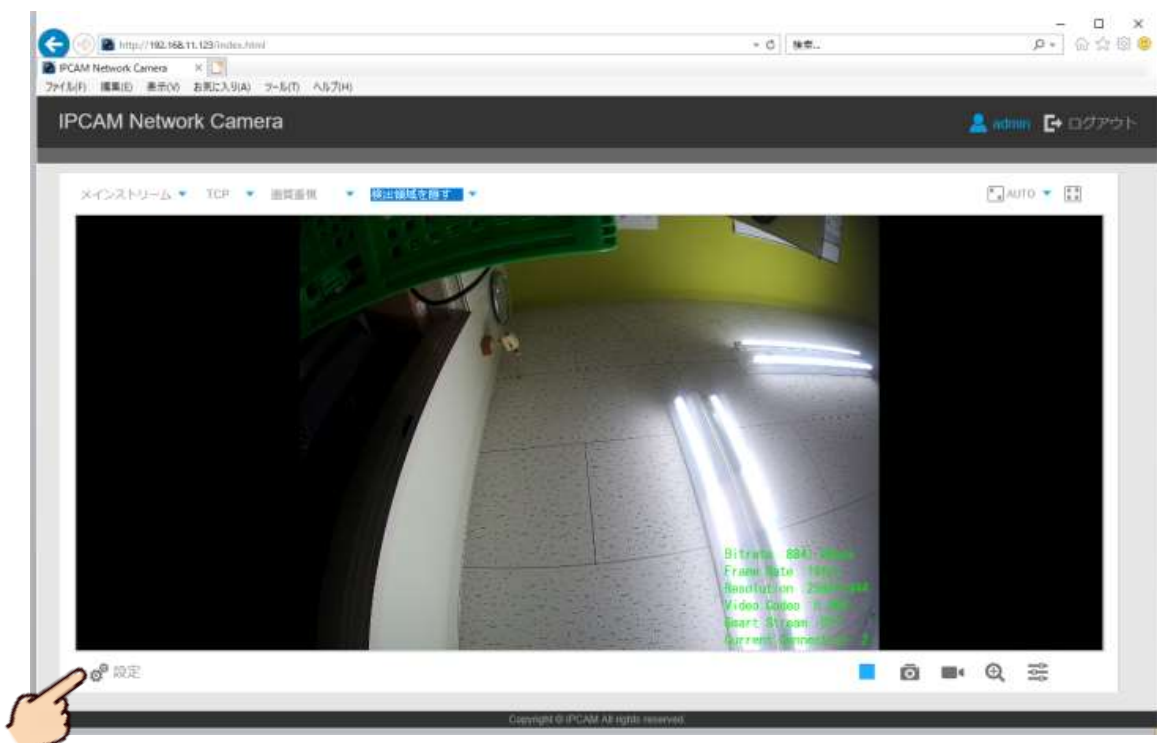 http://192.168.11.123/index.html
検索...
IPCAM Network Camera
ファイル(F) 編集(E) 表示(V) お気に入り(A) ツール(T) ヘルプ(H)
IPCAM Network Camera
admin ログアウト
メインストリーム TCP 画質重視 検出領域を隠す AUTO
Bitrate
Frame Rate
Resolution
Video Codec
Smart Stream
Current Connection
設定
Copyright © IPCAM All rights reserved.